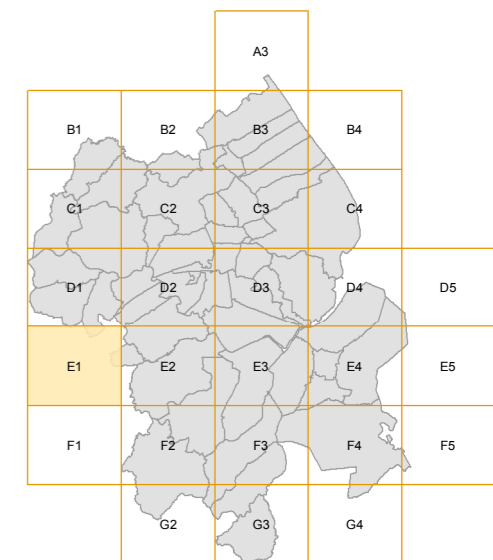 A3
B1 B2 B3 B4
C1 C2 C3 C4
D1 D2 D3 D4 D5
E1 E2 E3 E4 E5
F1 F2 F3 F4 F5
G2 G3 G4